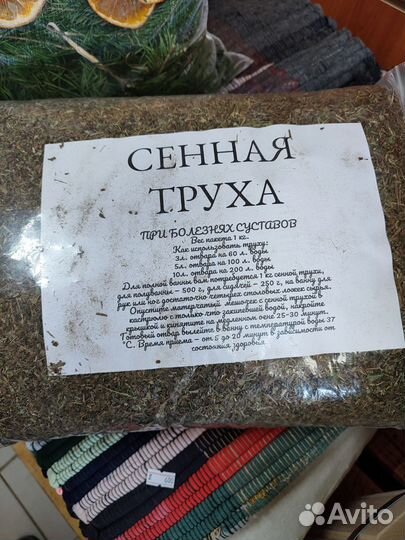 СЕННАЯ
ТРУХА
ПРИ БОЛЕЗНЯХ СУСТАВОВ
Вес пакета 1 кг.
Как использовать труху:
3л. отвара на 60 л. воды
5л. отвара на 100 л. воды
10л. отвара на 200 л. воды
Для полной ванны вам потребуется 1 кг сенной трухи,
для полуванны – 500 г, для сидячей – 250 г, на ванну для
рук или ног достаточно четырех столовых ложек сырья.
Опустите матерчатый мешочек с сенной трухой в
кастрюлю с только что закипевшей водой, накройте
крышкой и кипятите на медленном огне 25-30 минут.
Готовый отвар вылейте в ванну с температурой воды 37
°С. Время приема – от 5 до 20 минут в зависимости от
состояния здоровья.
Avito